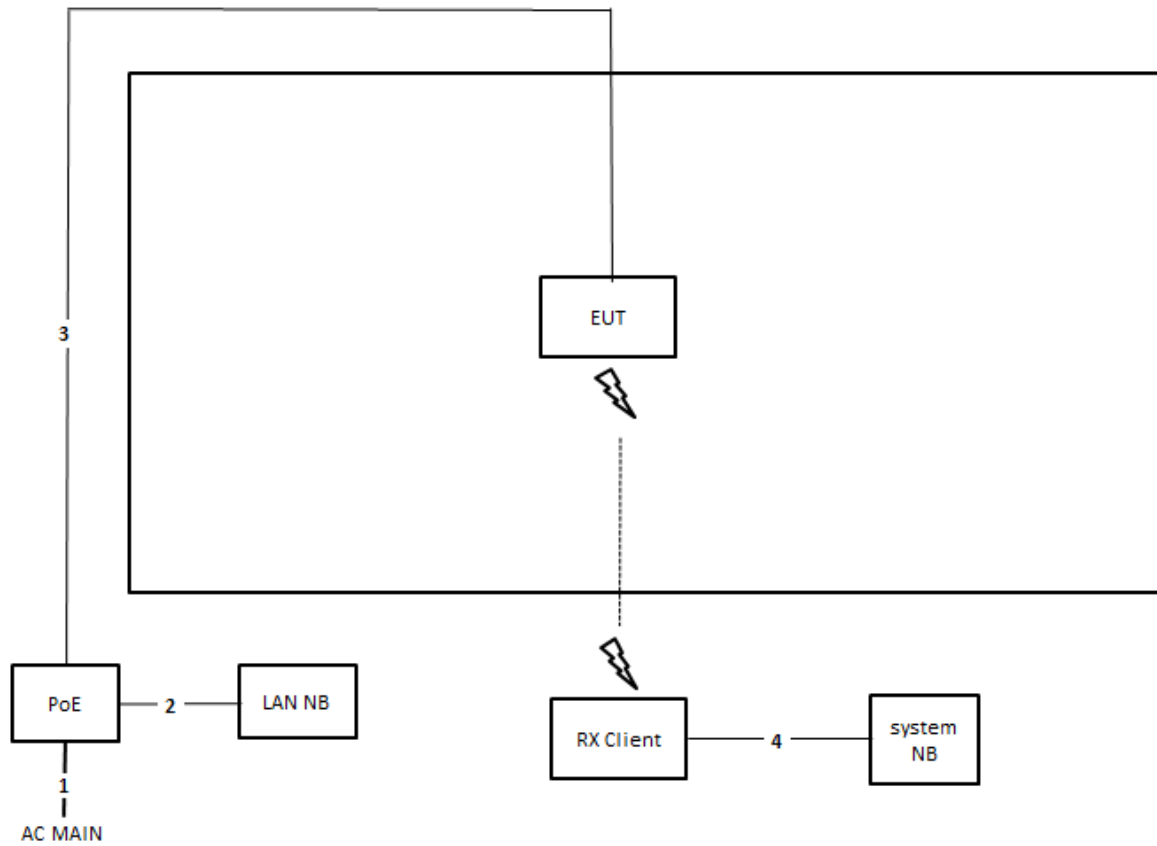 EUT
3
PoE
2
LAN NB
1
AC MAIN
RX Client
4
system
NB